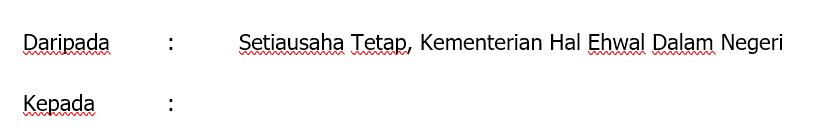 Daripada : Setiausaha Tetap, Kementerian Hal Ehwal Dalam Negeri
Kepada :